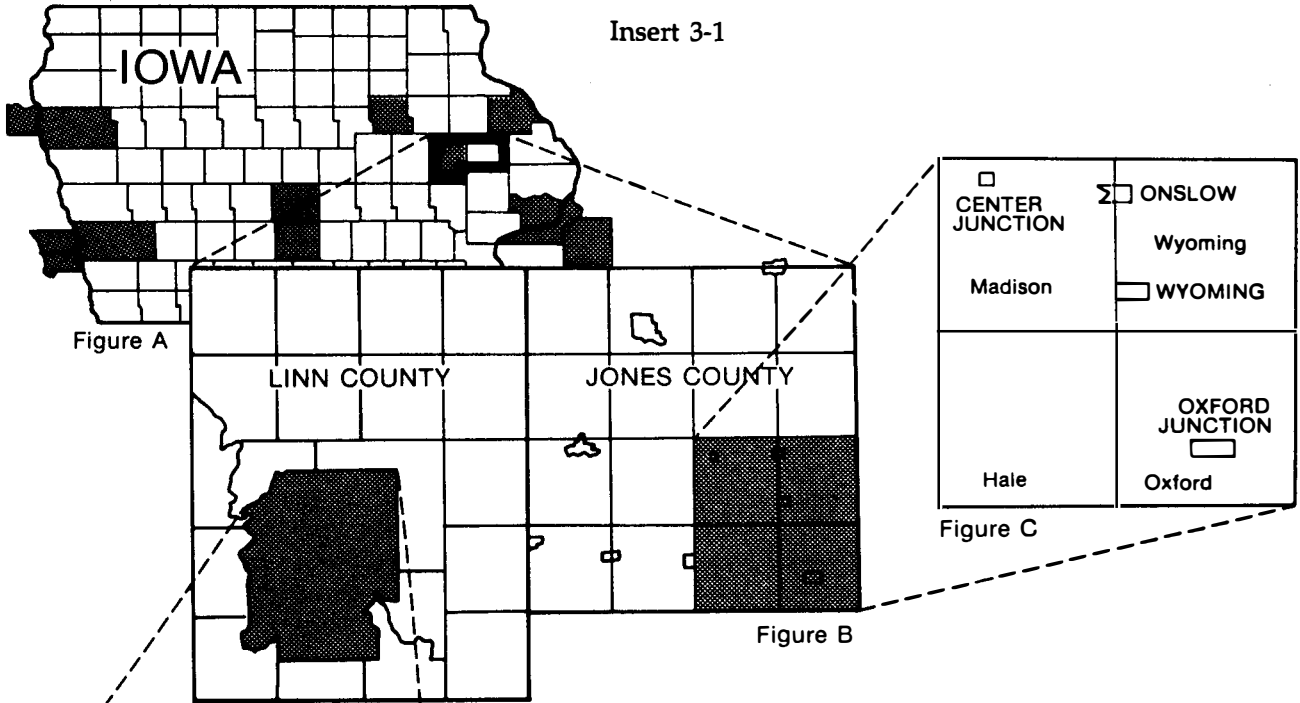 Insert 3-1
IOWA
Figure A
LINN COUNTY
JONES COUNTY
Figure B
CENTER
JUNCTION
ONSLOW
Wyoming
Madison
WYOMING
OXFORD
JUNCTION
Hale
Oxford
Figure C